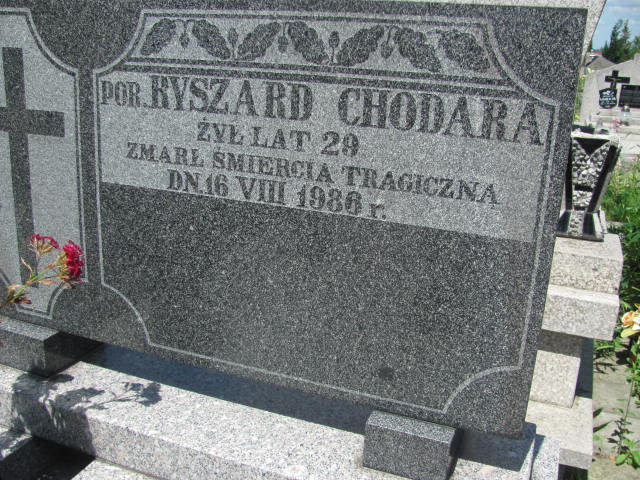 POR. RYSZARD CHODARA
ŻYŁ LAT 29
ZMARŁ ŚMIERCIĄ TRAGICZNĄ
DN. 16 VIII 1986 r.